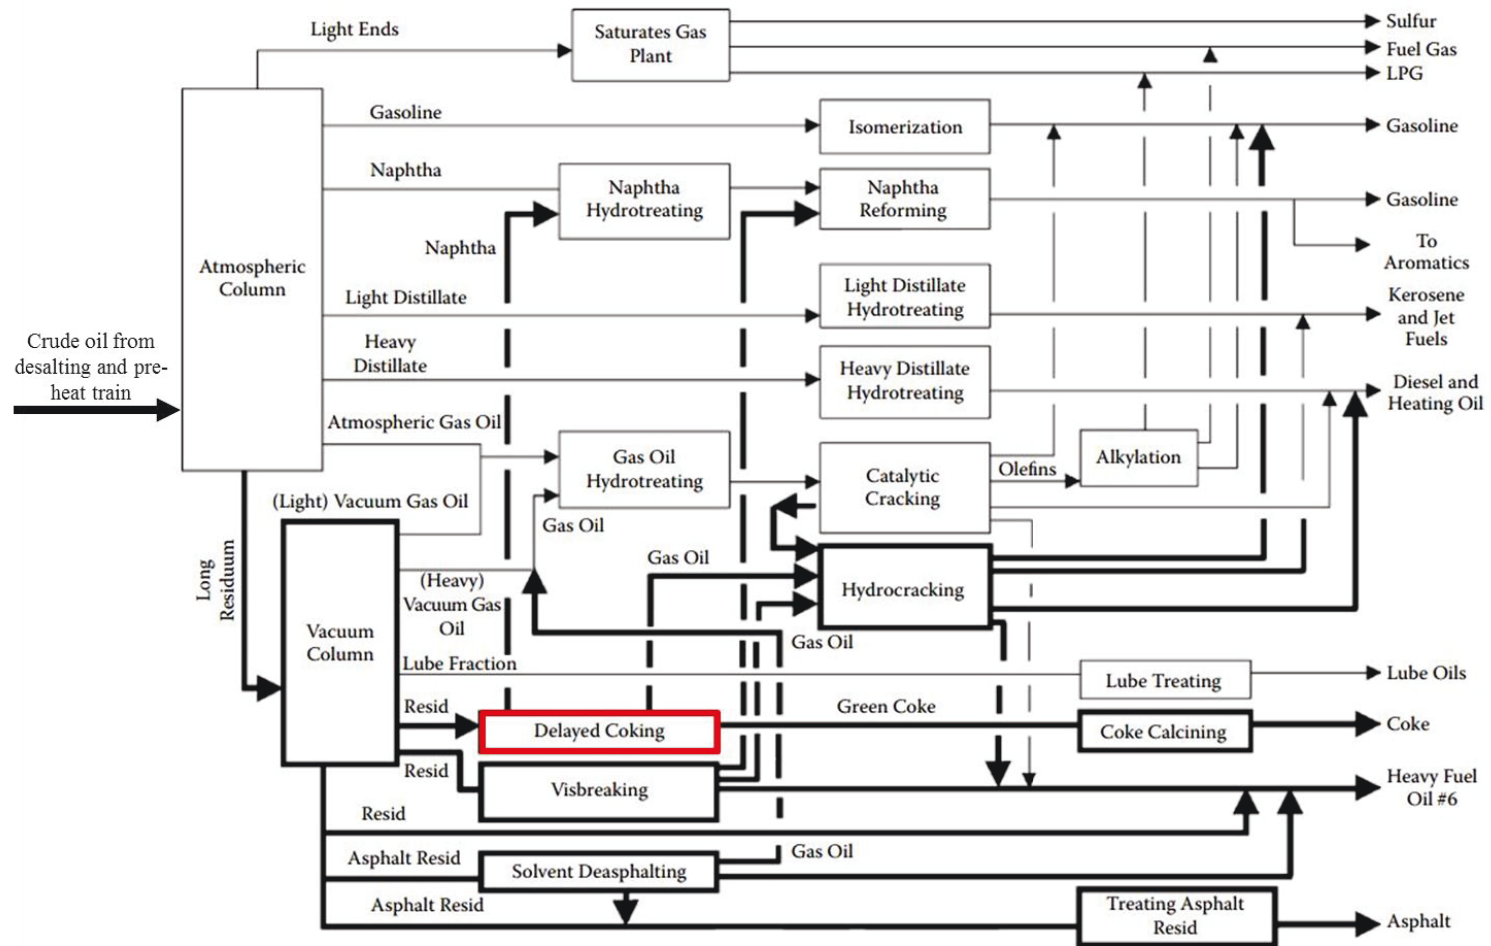 Light Ends
Saturates Gas
Plant
Sulfur
Fuel Gas
LPG
Gasoline
Isomerization
Gasoline
Naphtha
Naphtha
Hydrotreating
Naphtha
Reforming
Gasoline
Naphtha
To
Aromatics
Atmospheric
Column
Light Distillate
Light Distillate
Hydrotreating
Kerosene
and Jet
Fuels
Crude oil from
desalting and pre-
heat train
Heavy
Distillate
Heavy Distillate
Hydrotreating
Diesel and
Heating Oil
Atmospheric Gas Oil
Gas Oil
Hydrotreating
Catalytic
Cracking
Olefins
Alkylation
(Light) Vacuum Gas Oil
Gas Oil
Long
Residuum
Gas Oil
(Heavy)
Vacuum Gas
Oil
Hydrocracking
Vacuum
Column
Gas Oil
Lube Fraction
Lube Treating
Lube Oils
Resid
Delayed Coking
Green Coke
Coke Calcining
Coke
Resid
Visbreaking
Heavy Fuel
Oil #6
Resid
Asphalt Resid
Solvent Deasphalting
Gas Oil
Asphalt Resid
Treating Asphalt
Resid
Asphalt